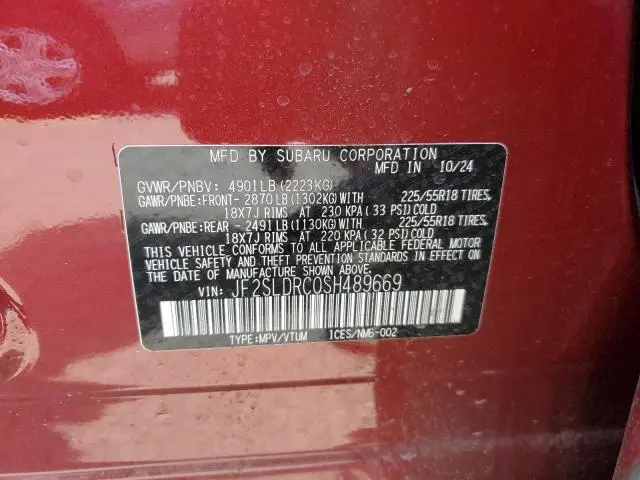 MFD BY SUBARU CORPORATION
MFD IN 10/24
GVWR/PNBV: 4901LB(2223KG)
GAWR/PNBE:FRONT- 2870LB(1302KG)WITH 225/55R18 TIRES,
18X7J RIMS AT 230 KPA (33 PSI)COLD
GAWR/PNBE:REAR - 2491LB(1130KG)WITH 225/55R18 TIRES,
18X7J RIMS AT 220 KPA (32 PSI)COLD
THIS VEHICLE CONFORMS TO ALL APPLICABLE FEDERAL MOTOR
VEHICLE SAFETY AND THEFT PREVENTION STANDARDS IN EFFECT ON
THE DATE OF MANUFACTURE SHOWN ABOVE.
VIN: JF2SLDRC0SH489669
TYPE:MPV/VTUM ICES/NMB-002